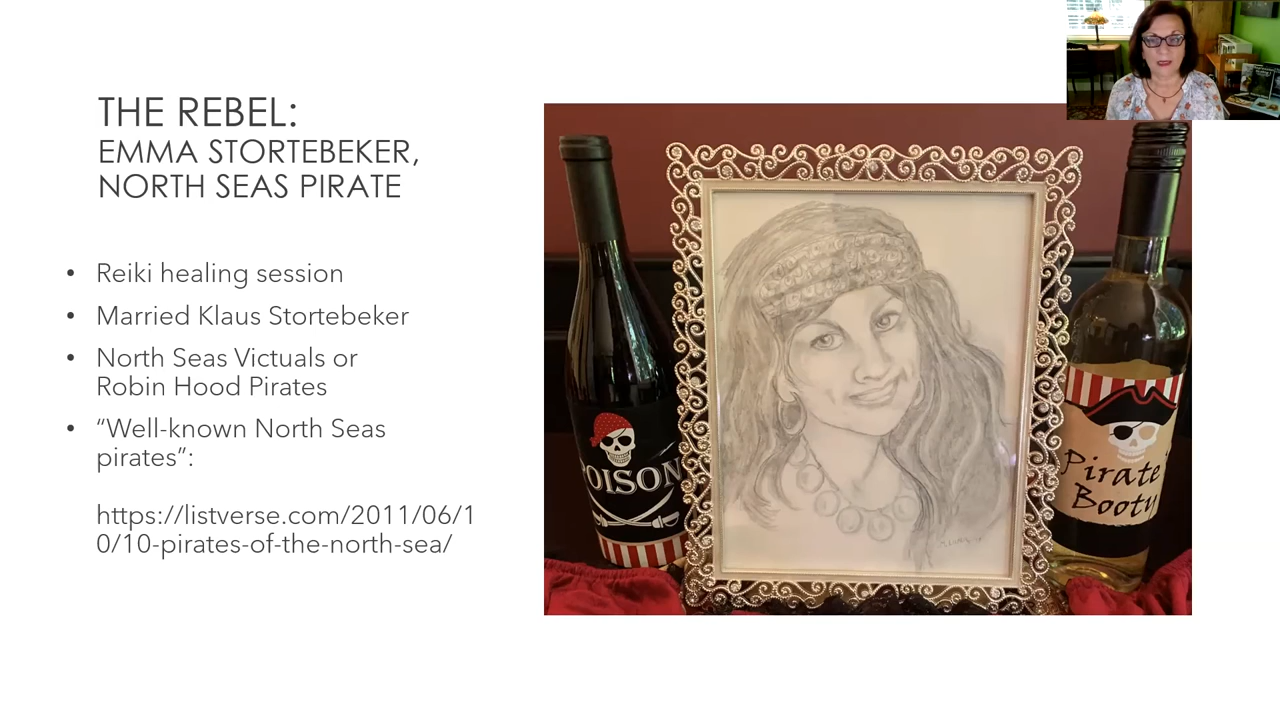 THE REBEL:
EMMA STORTEBEKER,
NORTH SEAS PIRATE
• Reiki healing session
• Married Klaus Stortebeker
• North Seas Victuals or
Robin Hood Pirates
• “Well-known North Seas
pirates”:
https://listverse.com/2011/06/1
0/10-pirates-of-the-north-sea/
POISON
Pirate'
Booty